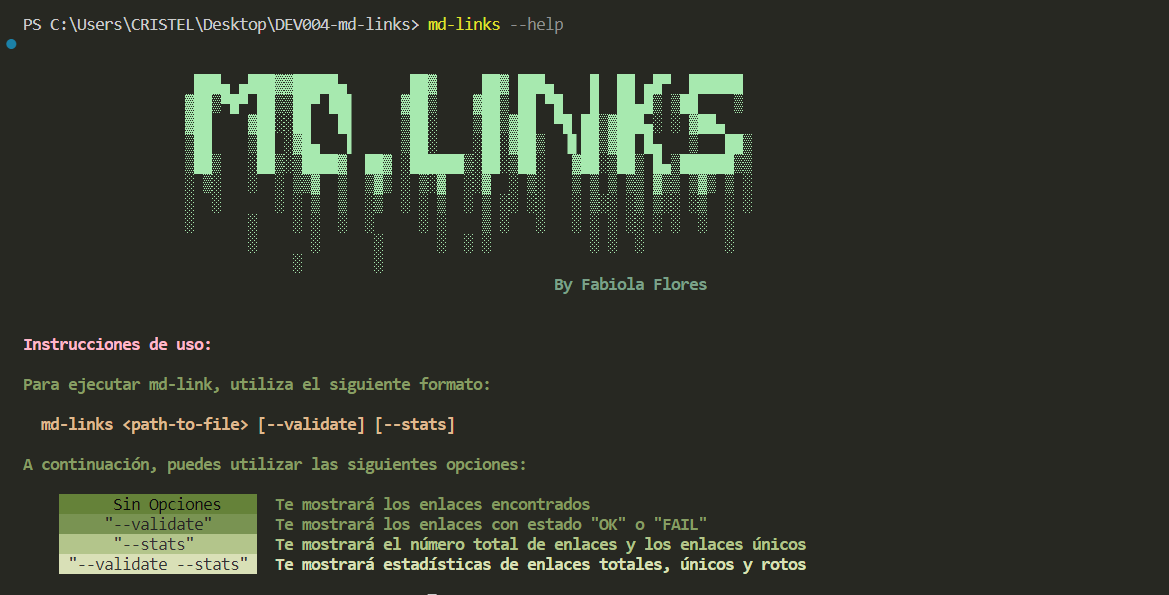 PS C:\Users\CRISTEL\Desktop\DEV004-md-links> md-links --help
MD.LINKS
By Fabiola Flores
Instrucciones de uso:
Para ejecutar md-link, utiliza el siguiente formato:
md-links <path-to-file> [--validate] [--stats]
A continuación, puedes utilizar las siguientes opciones:
Sin Opciones Te mostrará los enlaces encontrados
"--validate" Te mostrará los enlaces con estado "OK" o "FAIL"
"--stats" Te mostrará el número total de enlaces y los enlaces únicos
"--validate --stats" Te mostrará estadísticas de enlaces totales, únicos y rotos